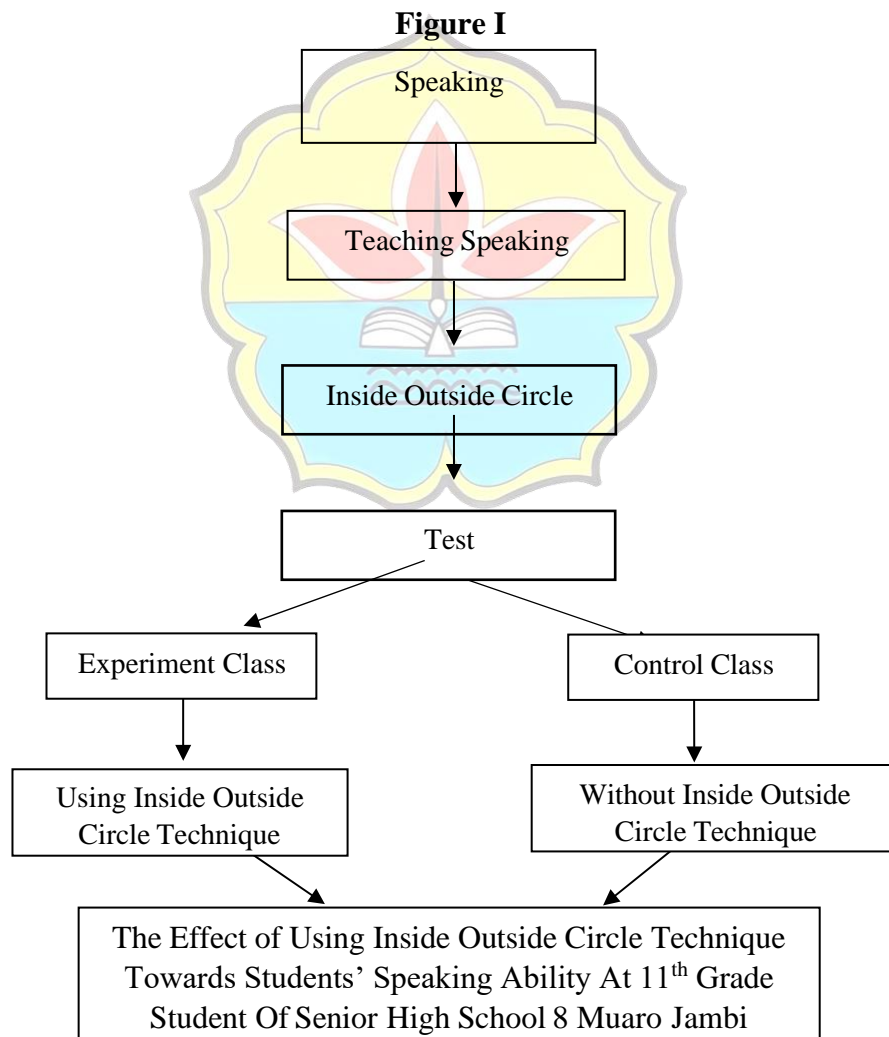 Figure I
Speaking
Teaching Speaking
Inside Outside Circle
Test
Experiment Class
Control Class
Using Inside Outside
Circle Technique
Without Inside Outside
Circle Technique
The Effect of Using Inside Outside Circle Technique
Towards Students’ Speaking Ability At 11th Grade
Student Of Senior High School 8 Muaro Jambi